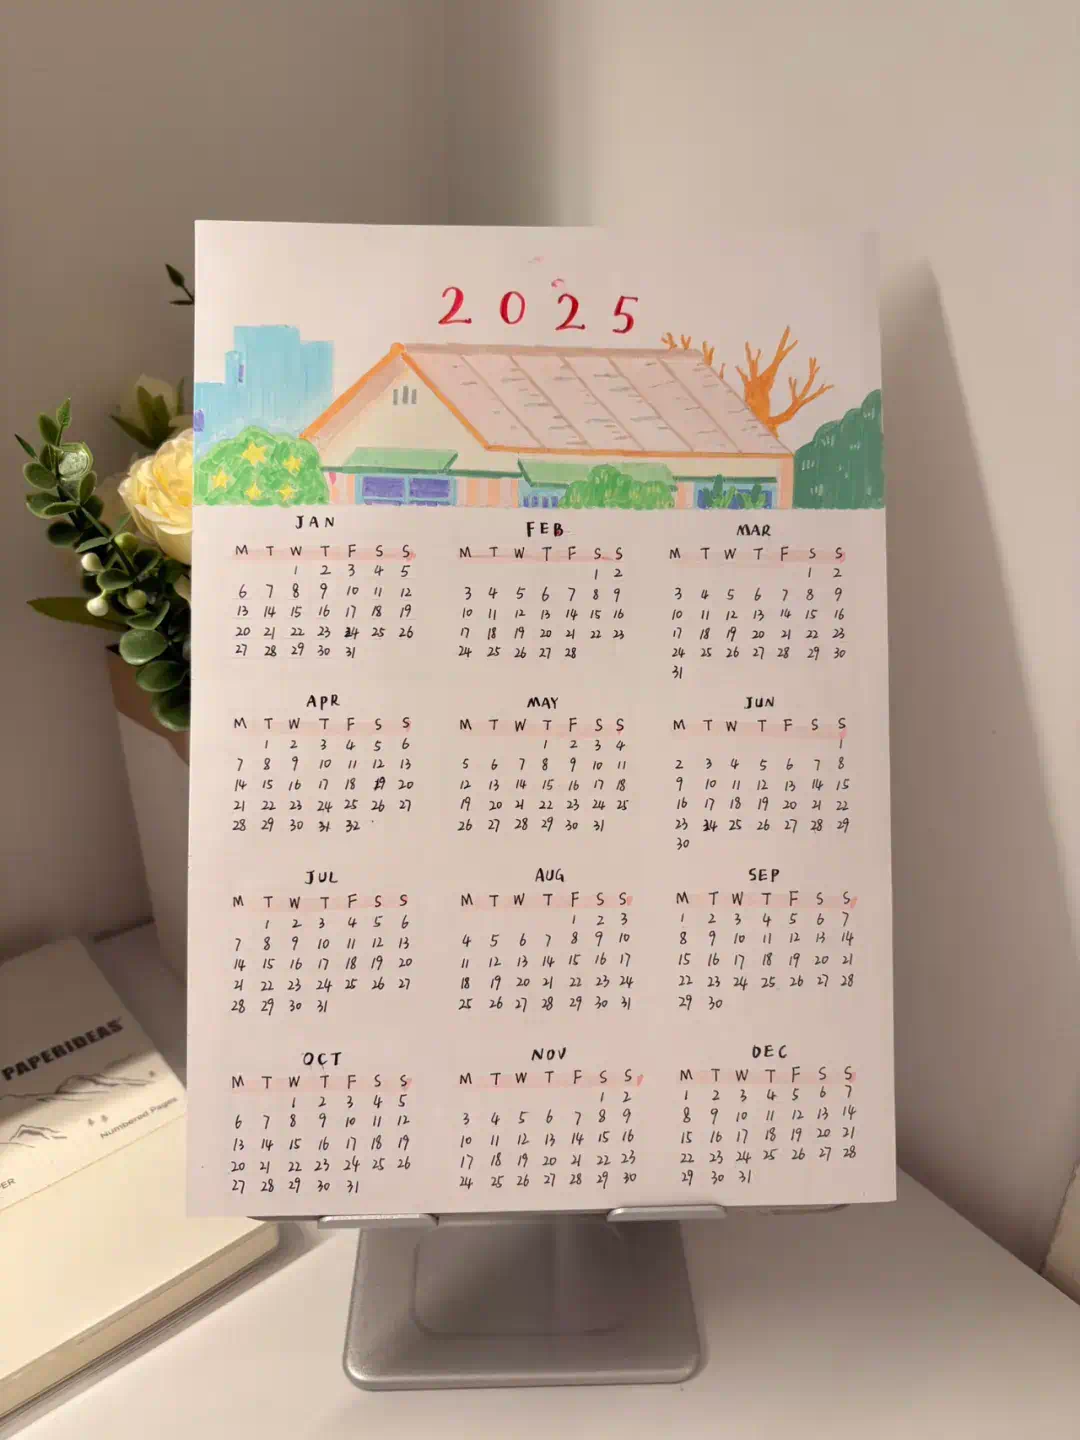 2025
JAN
M T W T F S S
1 2 3 4 5
6 7 8 9 10 11 12
13 14 15 16 17 18 19
20 21 22 23 24 25 26
27 28 29 30 31
FEB
M T W T F S S
1 2
3 4 5 6 7 8 9
10 11 12 13 14 15 16
17 18 19 20 21 22 23
24 25 26 27 28
MAR
M T W T F S S
1 2
3 4 5 6 7 8 9
10 11 12 13 14 15 16
17 18 19 20 21 22 23
24 25 26 27 28 29 30
31
APR
M T W T F S S
1 2 3 4 5 6
7 8 9 10 11 12 13
14 15 16 17 18 19 20
21 22 23 24 25 26 27
28 29 30 31 32
MAY
M T W T F S S
1 2 3 4
5 6 7 8 9 10 11
12 13 14 15 16 17 18
19 20 21 22 23 24 25
26 27 28 29 30 31
JUN
M T W T F S S
1
2 3 4 5 6 7 8
9 10 11 12 13 14 15
16 17 18 19 20 21 22
23 24 25 26 27 28 29
30
JUL
M T W T F S S
1 2 3 4 5 6
7 8 9 10 11 12 13
14 15 16 17 18 19 20
21 22 23 24 25 26 27
28 29 30 31
AUG
M T W T F S S
1 2 3
4 5 6 7 8 9 10
11 12 13 14 15 16 17
18 19 20 21 22 23 24
25 26 27 28 29 30 31
SEP
M T W T F S S
1 2 3 4 5 6 7
8 9 10 11 12 13 14
15 16 17 18 19 20 21
22 23 24 25 26 27 28
29 30
OCT
M T W T F S S
1 2 3 4 5
6 7 8 9 10 11 12
13 14 15 16 17 18 19
20 21 22 23 24 25 26
27 28 29 30 31
NOV
M T W T F S S
1 2
3 4 5 6 7 8 9
10 11 12 13 14 15 16
17 18 19 20 21 22 23
24 25 26 27 28 29 30
DEC
M T W T F S S
1 2 3 4 5 6 7
8 9 10 11 12 13 14
15 16 17 18 19 20 21
22 23 24 25 26 27 28
29 30 31
PAPERIDEAS
Numbered Pages